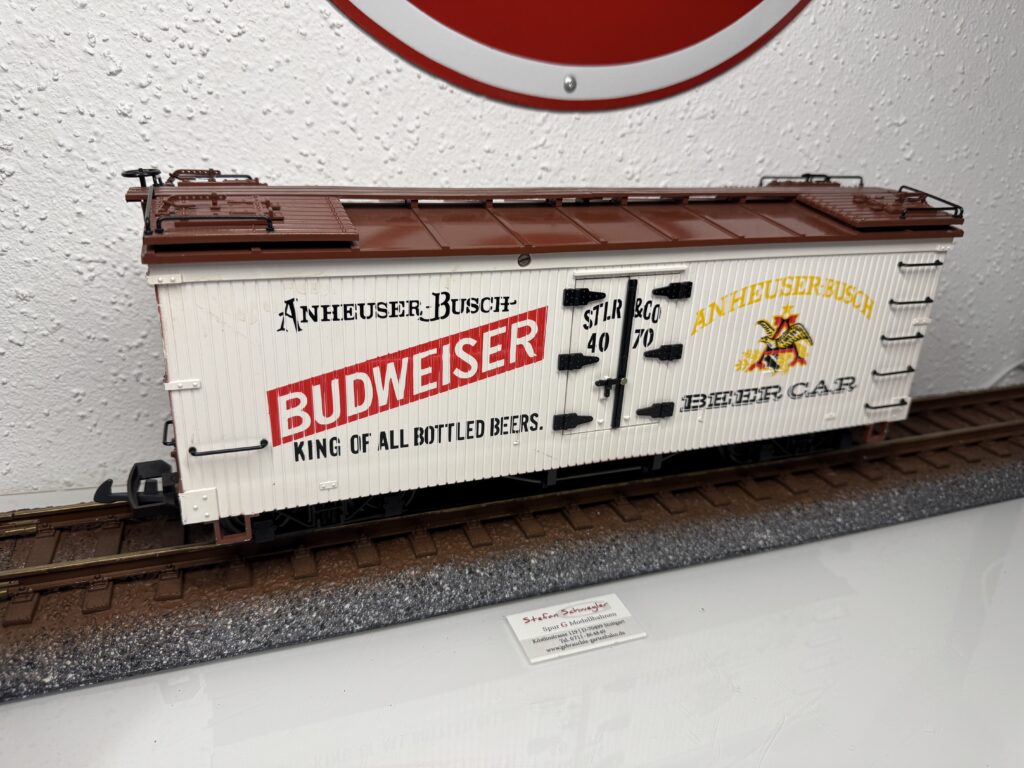 ANHEUSER-BUSCH
BUDWEISER
KING OF ALL BOTTLED BEERS.
STLR &CO
40 70
ANHEUSER-BUSCH
BEER CAR
Stefan Schwegler
Spur G Modellbahnen